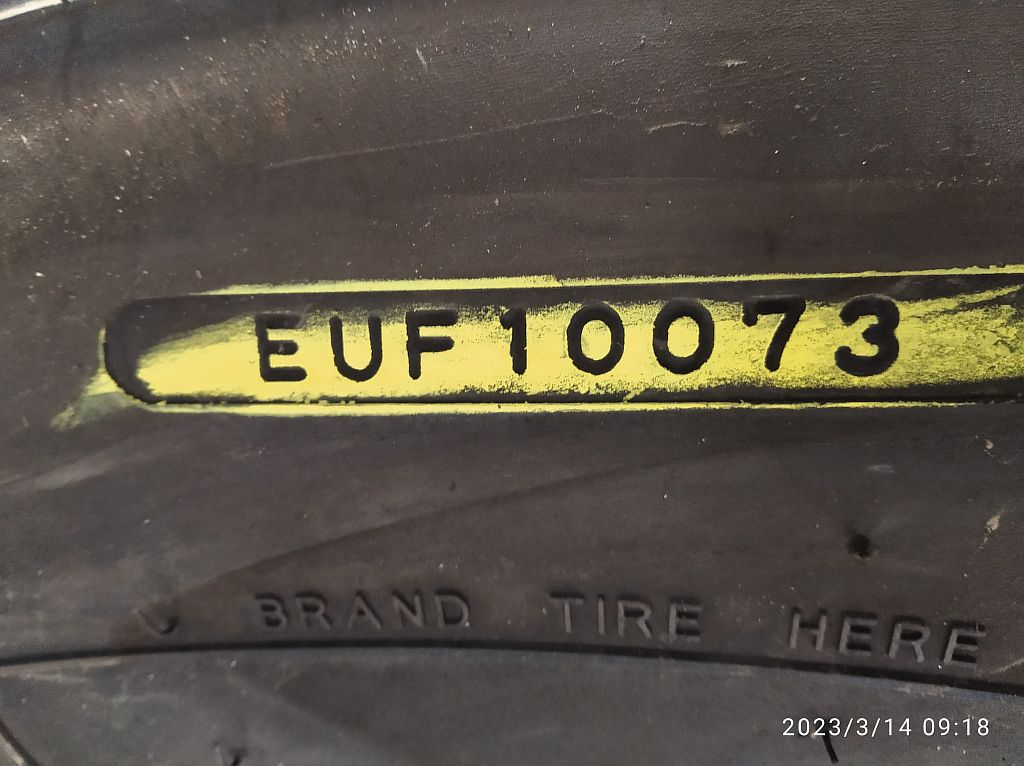 EUF10073
BRAND TIRE HERE
2023/3/14 09:18